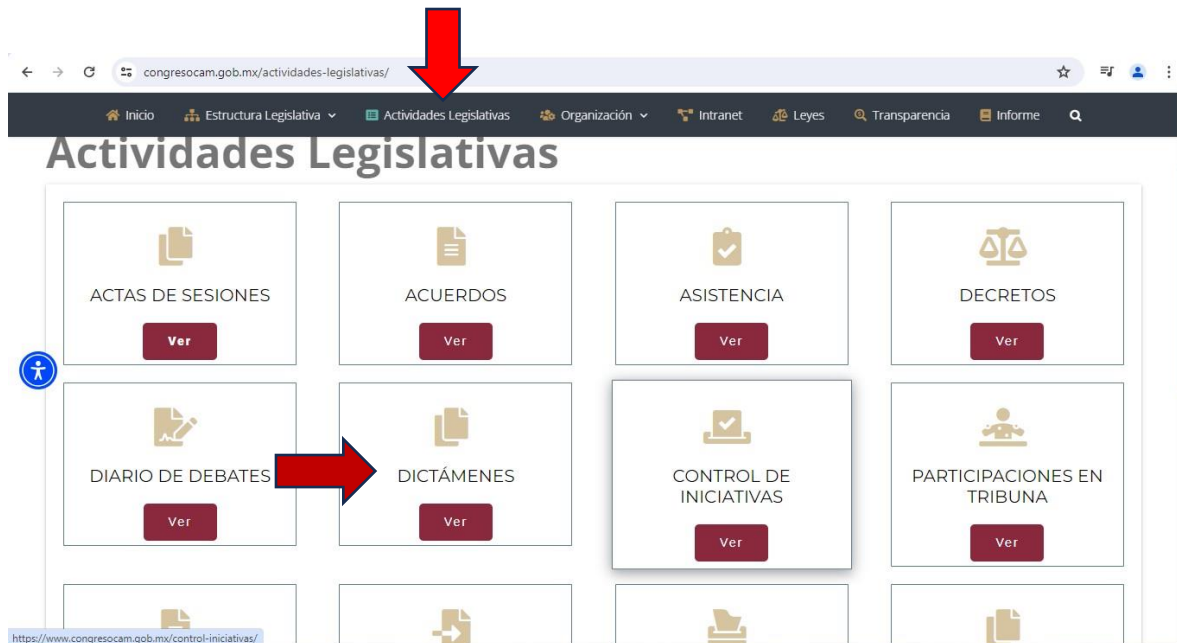 congresocam.gob.mx/actividades-legislativas/
Inicio Estructura Legislativa Actividades Legislativas Organización Intranet Leyes Transparencia Informe
Actividades Legislativas
ACTAS DE SESIONES ACUERDOS ASISTENCIA DECRETOS
Ver Ver Ver Ver
DIARIO DE DEBATES DICTÁMENES CONTROL DE INICIATIVAS PARTICIPACIONES EN TRIBUNA
Ver Ver Ver Ver
https://www.congresocam.gob.mx/control-iniciativas/